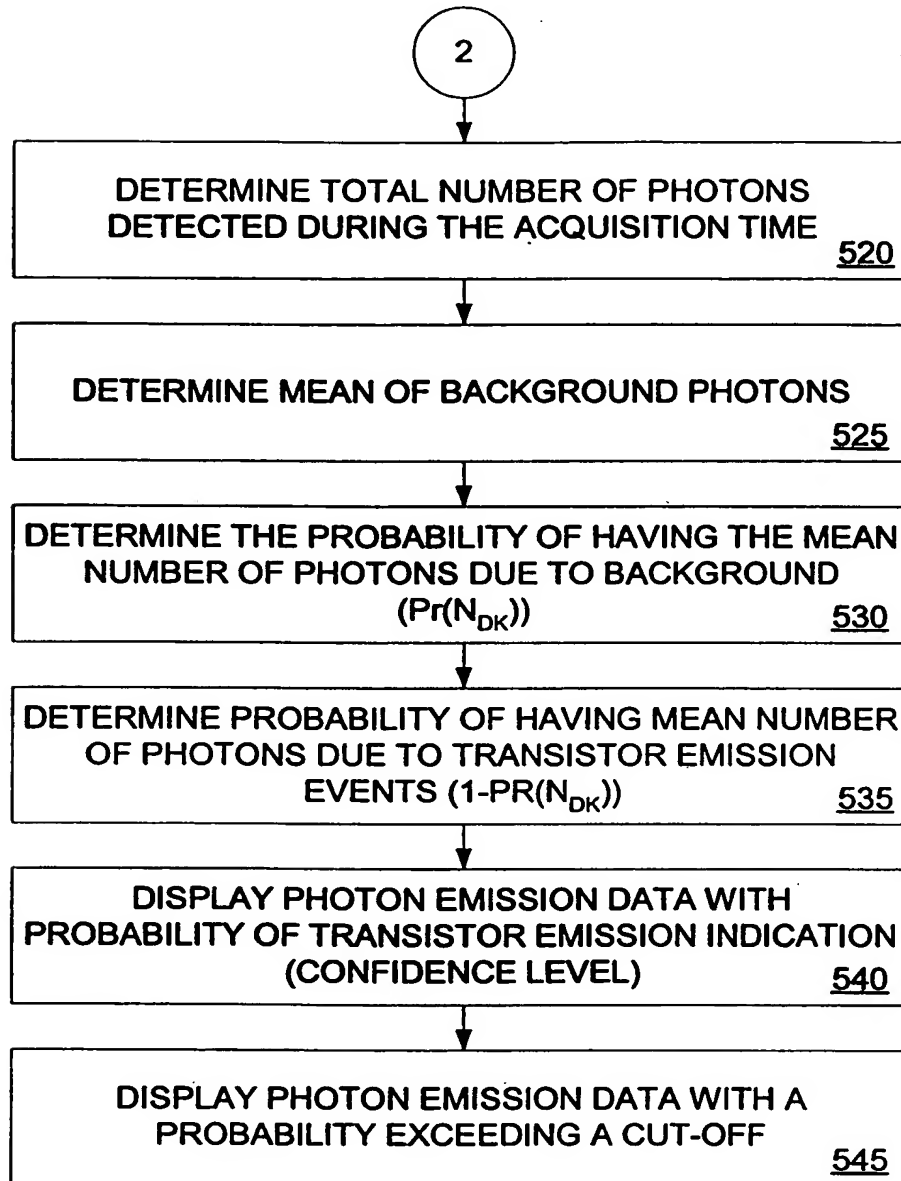 2
DETERMINE TOTAL NUMBER OF PHOTONS
DETECTED DURING THE ACQUISITION TIME
520
DETERMINE MEAN OF BACKGROUND PHOTONS
525
DETERMINE THE PROBABILITY OF HAVING THE MEAN
NUMBER OF PHOTONS DUE TO BACKGROUND
(Pr(N_DK))
530
DETERMINE PROBABILITY OF HAVING MEAN NUMBER
OF PHOTONS DUE TO TRANSISTOR EMISSION
EVENTS (1-PR(N_DK))
535
DISPLAY PHOTON EMISSION DATA WITH
PROBABILITY OF TRANSISTOR EMISSION INDICATION
(CONFIDENCE LEVEL)
540
DISPLAY PHOTON EMISSION DATA WITH A
PROBABILITY EXCEEDING A CUT-OFF
545